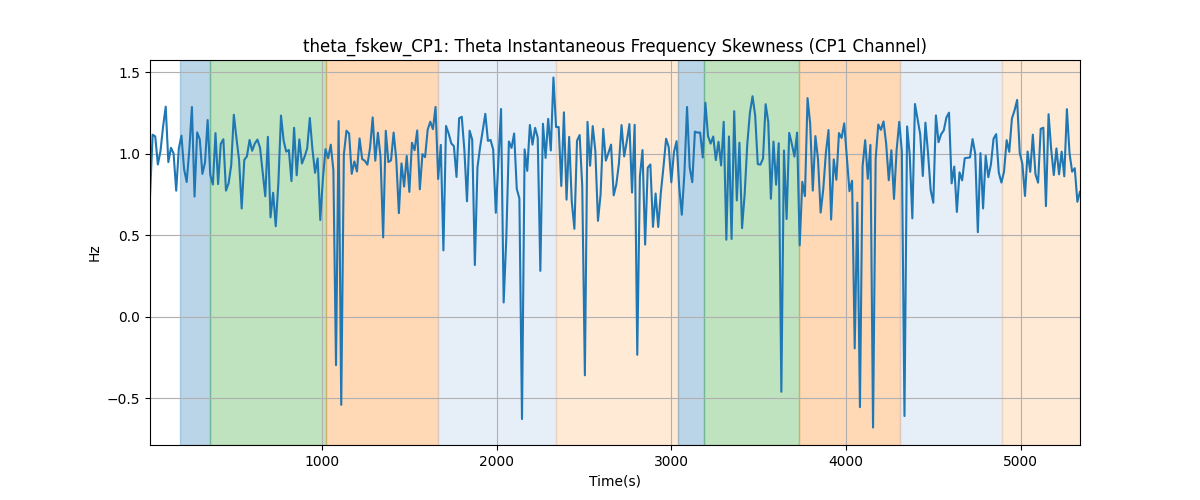 theta_fskew_CP1: Theta Instantaneous Frequency Skewness (CP1 Channel)
1.5
1.0
0.5
0.0
−0.5
Hz
1000 2000 3000 4000 5000
Time(s)